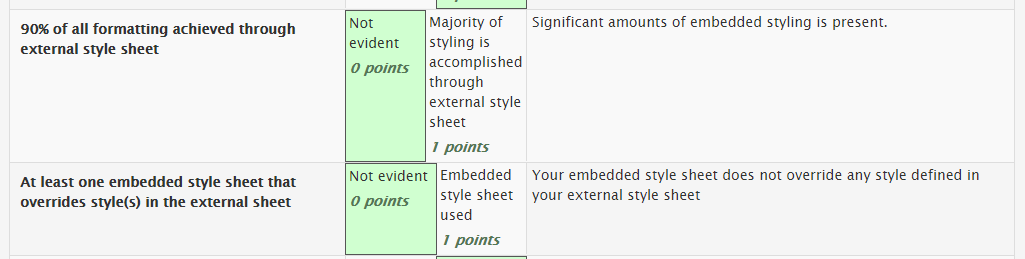 90% of all formatting achieved through
external style sheet
Not
evident
0 points
Majority of
styling is
accomplished
through
external style
sheet
1 points
Significant amounts of embedded styling is present.
At least one embedded style sheet that
overrides style(s) in the external sheet
Not evident
0 points
Embedded
style sheet
used
1 points
Your embedded style sheet does not override any style defined in
your external style sheet